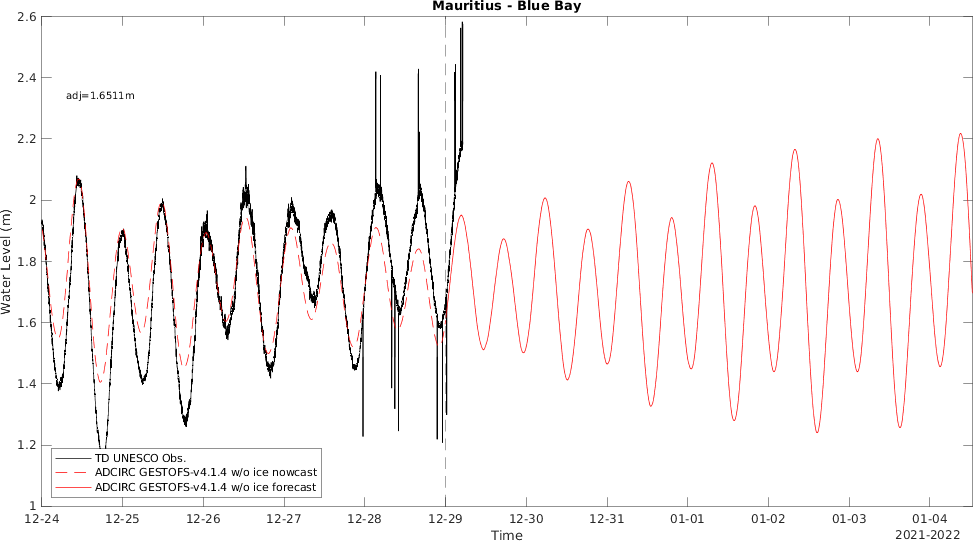 Mauritius - Blue Bay
2.6
2.4
adj=1.6511m
2.2
2
1.8
Water Level (m)
1.6
1.4
1.2
1
TD UNESCO Obs.
ADCIRC GESTOFS-v4.1.4 w/o ice nowcast
ADCIRC GESTOFS-v4.1.4 w/o ice forecast
12-24 12-25 12-26 12-27 12-28 12-29 12-30 12-31 01-01 01-02 01-03 01-04
Time
2021-2022